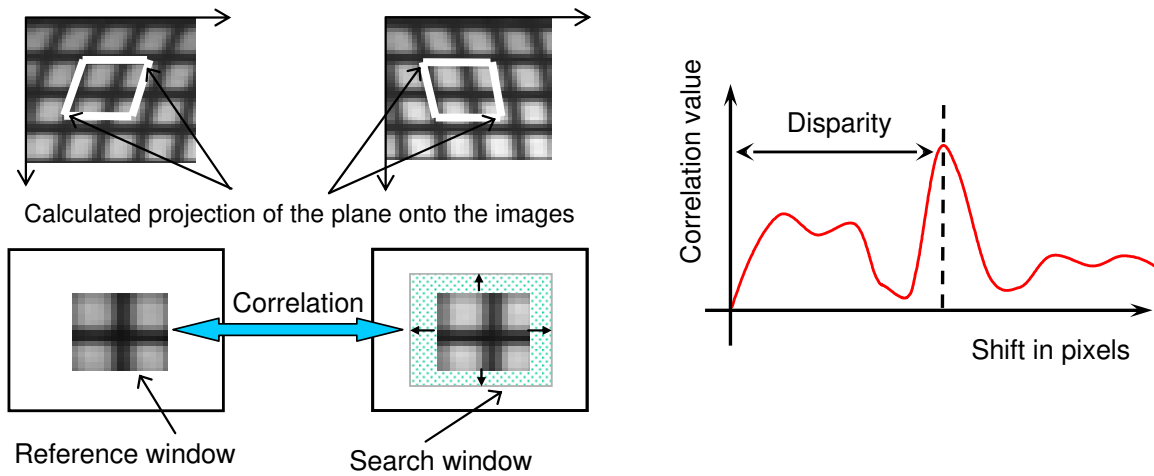 Calculated projection of the plane onto the images
Correlation
Reference window
Search window
Correlation value
Disparity
Shift in pixels